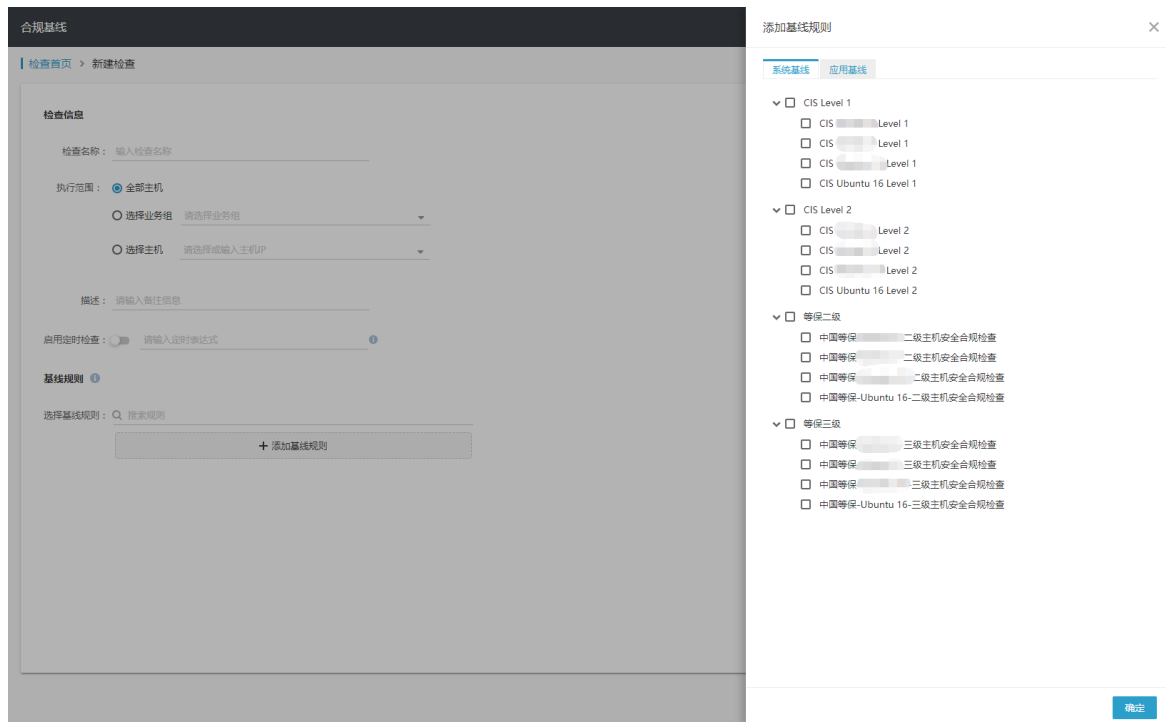 合规基线
检查首页 > 新建检查
检查信息
检查名称： 输入检查名称
执行范围： 全部主机
选择业务组 请选择业务组
选择主机 请选择或输入主机IP
描述： 请输入备注信息
启用定时检查： 请输入定时表达式
基线规则
选择基线规则： 搜索规则
+ 添加基线规则
添加基线规则
系统基线 应用基线
CIS Level 1
CIS Level 1
CIS Level 1
CIS Level 1
CIS Ubuntu 16 Level 1
CIS Level 2
CIS Level 2
CIS Level 2
CIS Level 2
CIS Ubuntu 16 Level 2
等保二级
中国等保 二级主机安全合规检查
中国等保 二级主机安全合规检查
中国等保 二级主机安全合规检查
中国等保-Ubuntu 16-二级主机安全合规检查
等保三级
中国等保 三级主机安全合规检查
中国等保 三级主机安全合规检查
中国等保 -三级主机安全合规检查
中国等保-Ubuntu 16-三级主机安全合规检查
确定